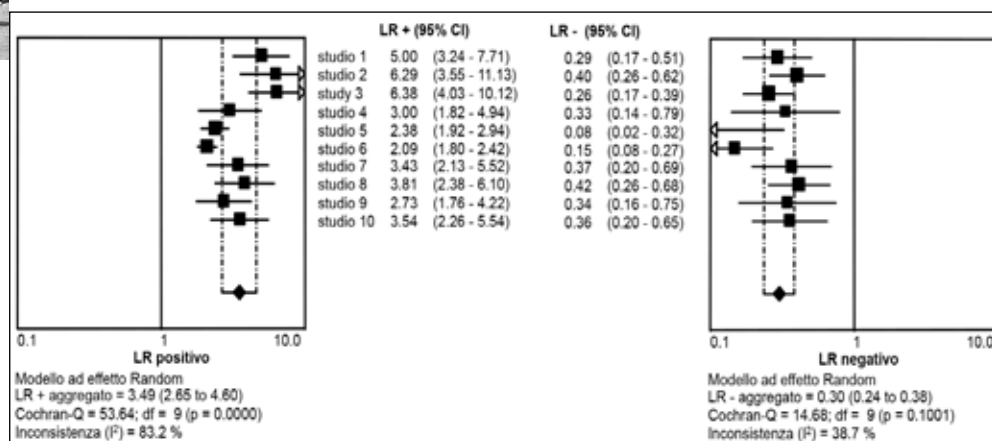 LR + (95% CI) LR - (95% CI)
studio 1 5.00 (3.24 - 7.71) 0.29 (0.17 - 0.51)
studio 2 6.29 (3.55 - 11.13) 0.40 (0.26 - 0.62)
study 3 6.38 (4.03 - 10.12) 0.26 (0.17 - 0.39)
studio 4 3.00 (1.82 - 4.94) 0.33 (0.14 - 0.79)
studio 5 2.38 (1.92 - 2.94) 0.08 (0.02 - 0.32)
studio 6 2.09 (1.80 - 2.42) 0.15 (0.08 - 0.27)
studio 7 3.43 (2.13 - 5.52) 0.37 (0.20 - 0.69)
studio 8 3.81 (2.38 - 6.10) 0.42 (0.26 - 0.68)
studio 9 2.73 (1.76 - 4.22) 0.34 (0.16 - 0.75)
studio 10 3.54 (2.26 - 5.54) 0.36 (0.20 - 0.65)
0.1 1 10.0
LR positivo
Modello ad effetto Random
LR + aggregato = 3.49 (2.65 to 4.60)
Cochran-Q = 53.64; df = 9 (p = 0.0000)
Inconsistenza (I²) = 83.2 %
0.1 1 10.0
LR negativo
Modello ad effetto Random
LR - aggregato = 0.30 (0.24 to 0.38)
Cochran-Q = 14.68; df = 9 (p = 0.1001)
Inconsistenza (I²) = 38.7 %